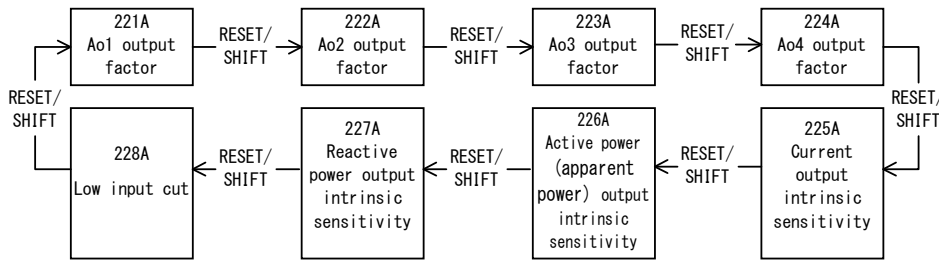 221A
Ao1 output
factor
RESET/
SHIFT
222A
Ao2 output
factor
RESET/
SHIFT
223A
Ao3 output
factor
RESET/
SHIFT
224A
Ao4 output
factor
RESET/
SHIFT
225A
Current
output
intrinsic
sensitivity
RESET/
SHIFT
226A
Active power
(apparent
power) output
intrinsic
sensitivity
RESET/
SHIFT
227A
Reactive
power output
intrinsic
sensitivity
RESET/
SHIFT
228A
Low input cut
RESET/
SHIFT